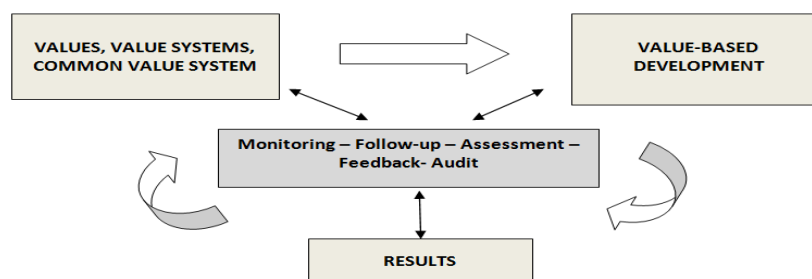 VALUES, VALUE SYSTEMS,
COMMON VALUE SYSTEM
VALUE-BASED
DEVELOPMENT
Monitoring – Follow-up – Assessment –
Feedback- Audit
RESULTS